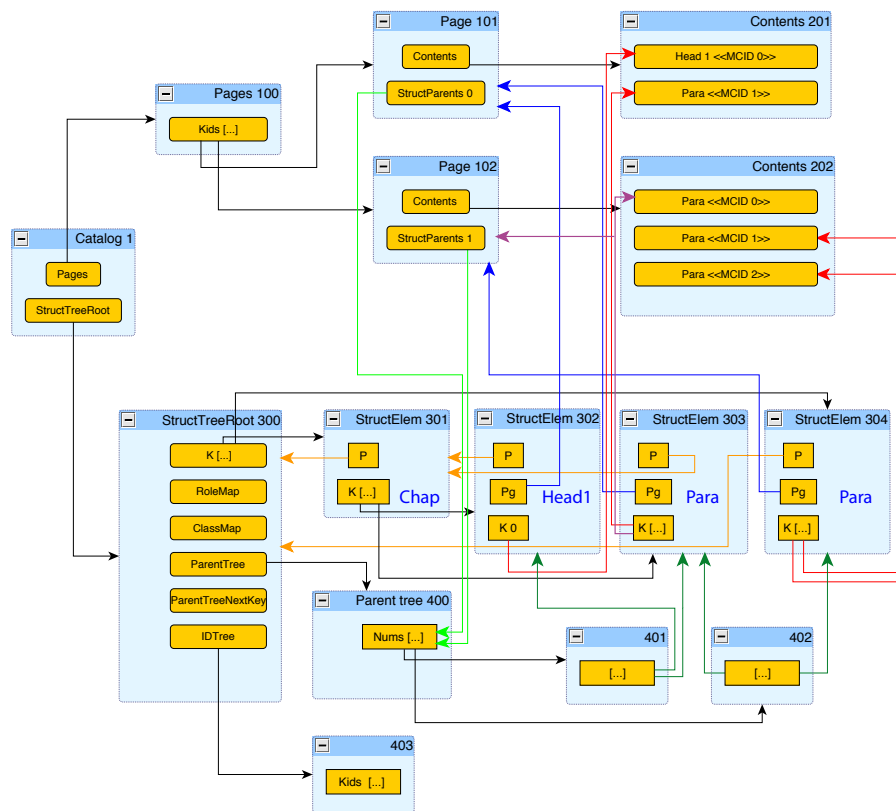 Page 101
Contents
StructParents 0
Contents 201
Head 1 <<MCID 0>>
Para <<MCID 1>>
Pages 100
Kids [...]
Page 102
Contents
StructParents 1
Contents 202
Para <<MCID 0>>
Para <<MCID 1>>
Para <<MCID 2>>
Catalog 1
Pages
StructTreeRoot
StructTreeRoot 300
K [...]
RoleMap
ClassMap
ParentTree
ParentTreeNextKey
IDTree
StructElem 301
P
K [...]
Chap
StructElem 302
P
Pg
Head1
K 0
StructElem 303
P
Pg
Para
K [...]
StructElem 304
P
Pg
Para
K [...]
Parent tree 400
Nums [...]
401
[...]
402
[...]
403
Kids [...]